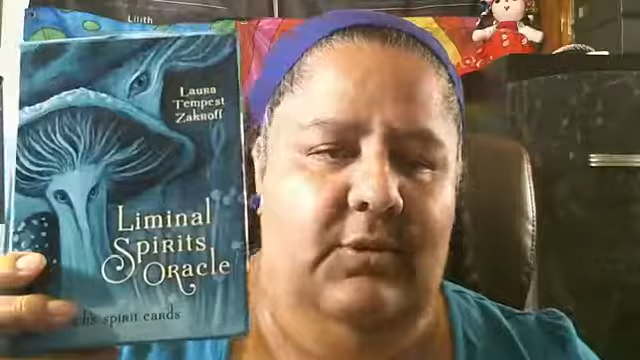 Lilith
Laura
Tempest
Zakroff
Liminal
Spirits
Oracle
spirit cards